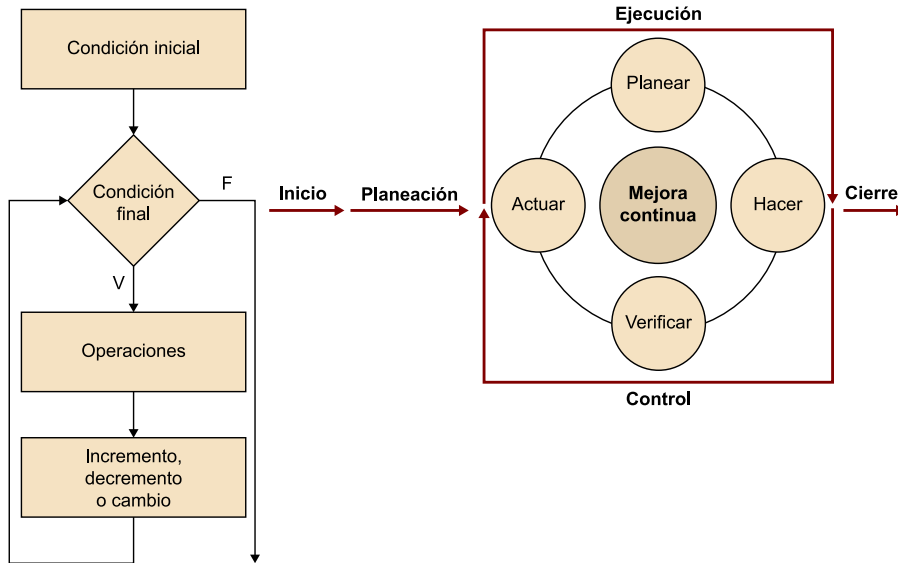 Condición inicial
Condición
final
F
V
Operaciones
Incremento,
decremento
o cambio
Inicio
Planeación
Ejecución
Planear
Actuar
Mejora
continua
Hacer
Verificar
Control
Cierre